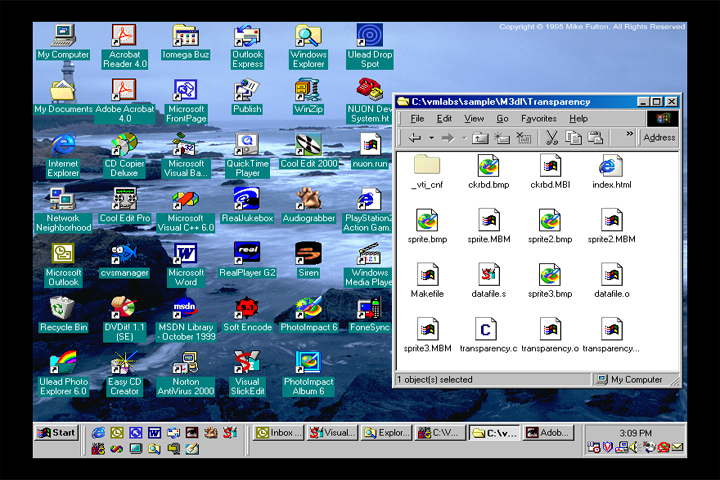 Copyright © 1995 Mike Fulton, All Rights Reserved
My Computer
Acrobat
Reader 4.0
Iomega Buz
Outlook
Express
Windows
Explorer
Ulead Drop
Spot
My Documents
Adobe Acrobat
4.0
Microsoft
FrontPage
Publish
WinZip
NUON Dev
System.ht
Internet
Explorer
CD Copier
Deluxe
Microsoft
Visual Ba...
QuickTime
Player
Cool Edit 2000
nuon.run
Network
Neighborhood
Cool Edit Pro
Microsoft
Visual C++ 6.0
RealJukebox
Audiograbber
PlayStation2
Action Gam.
Microsoft
Outlook
cvsmanager
Microsoft
Word
RealPlayer G2
Siren
Windows
Media Playe
Recycle Bin
DVDit! 1.1
(SE)
MSDN Library
- October 1999
Soft Encode
PhotoImpact 6
FoneSync
Ulead Photo
Explorer 6.0
Easy CD
Creator
Norton
AntiVirus 2000
Visual
SlickEdit
PhotoImpact
Album 6
C:\vmlabs\sample\M3dl\Transparency
File Edit View Go Favorites Help
» Address
_vti_cnf
ckrbd.bmp
ckrbd.MBI
index.html
sprite.bmp
sprite.MBM
sprite2.bmp
sprite2.MBM
Makefile
datafile.s
sprite3.bmp
datafile.o
sprite3.MBM
transparency.c
transparency.o
transparency...
1 object(s) selected
My Computer
Start
Inbox ...
Visual...
Explor...
C:\W...
C:\v...
Adob...
3:09 PM